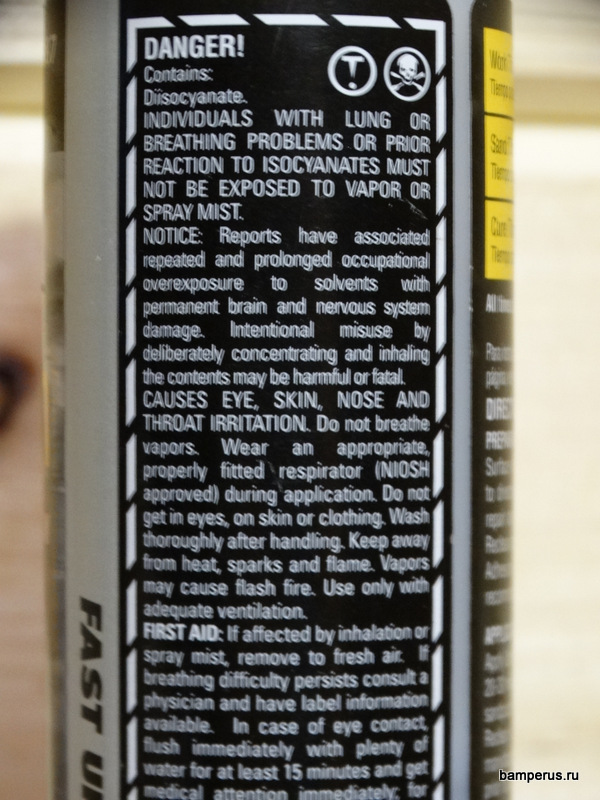 DANGER!
Contains:
Diisocyanate.
INDIVIDUALS WITH LUNG OR
BREATHING PROBLEMS OR PRIOR
REACTION TO ISOCYANATES MUST
NOT BE EXPOSED TO VAPOR OR
SPRAY MIST.
NOTICE: Reports have associated
repeated and prolonged occupational
overexposure to solvents with
permanent brain and nervous system
damage. Intentional misuse by
deliberately concentrating and inhaling
the contents may be harmful or fatal.
CAUSES EYE, SKIN, NOSE AND
THROAT IRRITATION. Do not breathe
vapors. Wear an appropriate,
properly fitted respirator (NIOSH
approved) during application. Do not
get in eyes, on skin or clothing. Wash
thoroughly after handling. Keep away
from heat, sparks and flame. Vapors
may cause flash fire. Use only with
adequate ventilation.
FIRST AID: If affected by inhalation or
spray mist, remove to fresh air. If
breathing difficulty persists consult a
physician and have label information
available. In case of eye contact,
flush immediately with plenty of
water for at least 15 minutes and get
medical attention immediately; for
FAST
Work
Tiempo
Sand
Tiempo
Cure
Tiempo
All
bamperus.ru